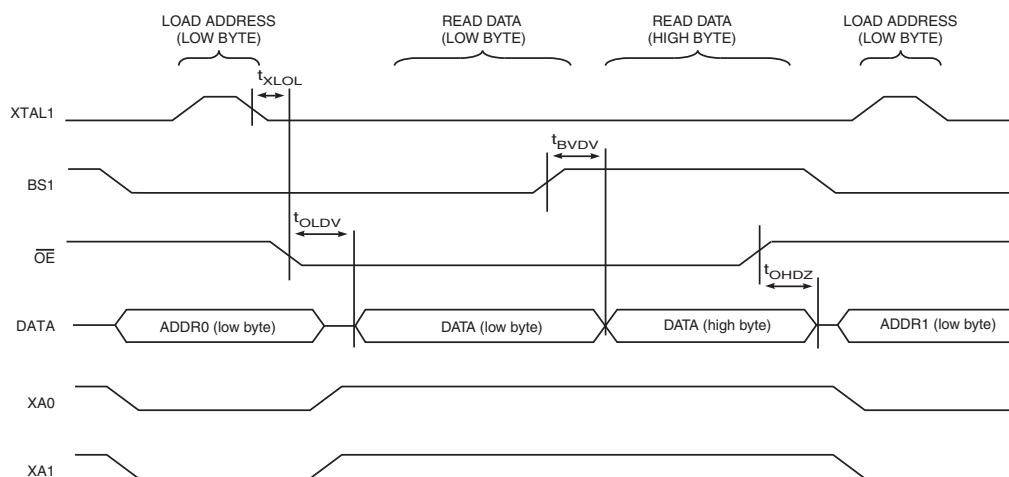 LOAD ADDRESS
(LOW BYTE)
READ DATA
(LOW BYTE)
READ DATA
(HIGH BYTE)
LOAD ADDRESS
(LOW BYTE)
tXLOL
XTAL1
tBVDV
BS1
tOLDV
OE
tOHDZ
DATA
ADDR0 (low byte)
DATA (low byte)
DATA (high byte)
ADDR1 (low byte)
XA0
XA1